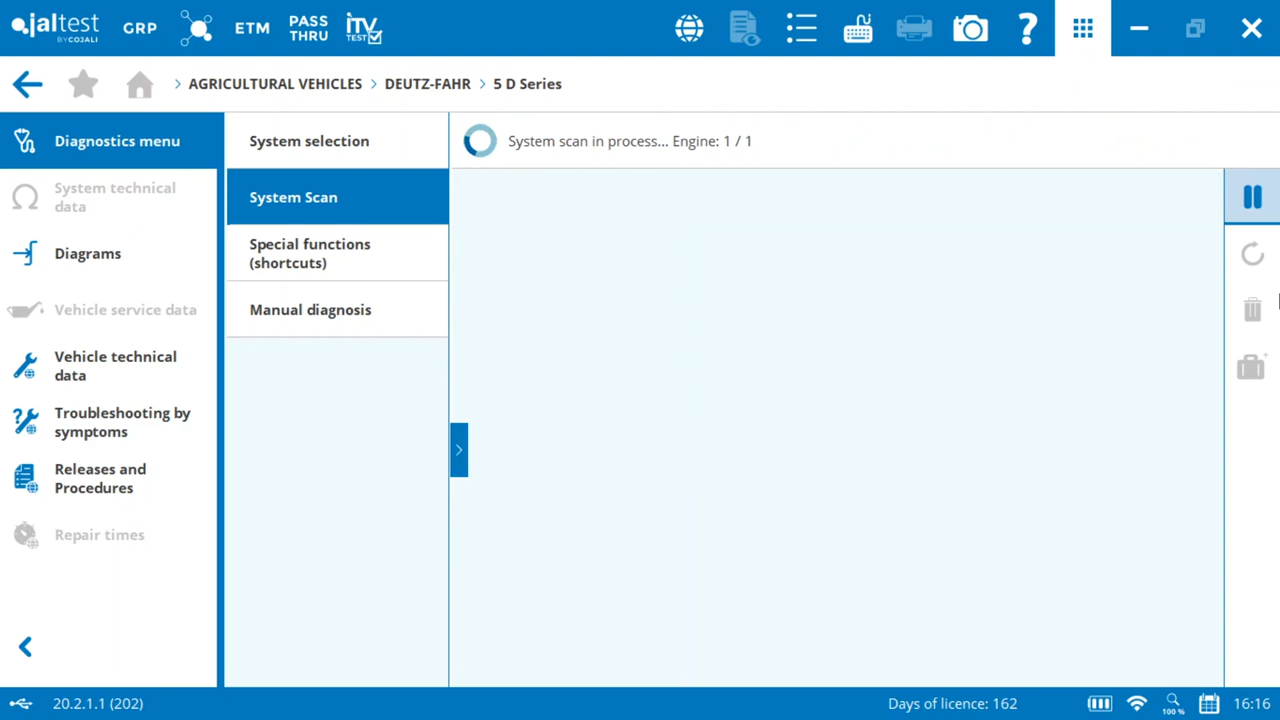 jaltest
BY COJALI
GRP
ETM
PASS
THRU
iTV
TEST
?
> AGRICULTURAL VEHICLES > DEUTZ-FAHR > 5 D Series
Diagnostics menu
System technical
data
Diagrams
Vehicle service data
Vehicle technical
data
Troubleshooting by
symptoms
Releases and
Procedures
Repair times
System selection
System Scan
Special functions
(shortcuts)
Manual diagnosis
System scan in process... Engine: 1 / 1
20.2.1.1 (202)
Days of licence: 162
100 %
16:16